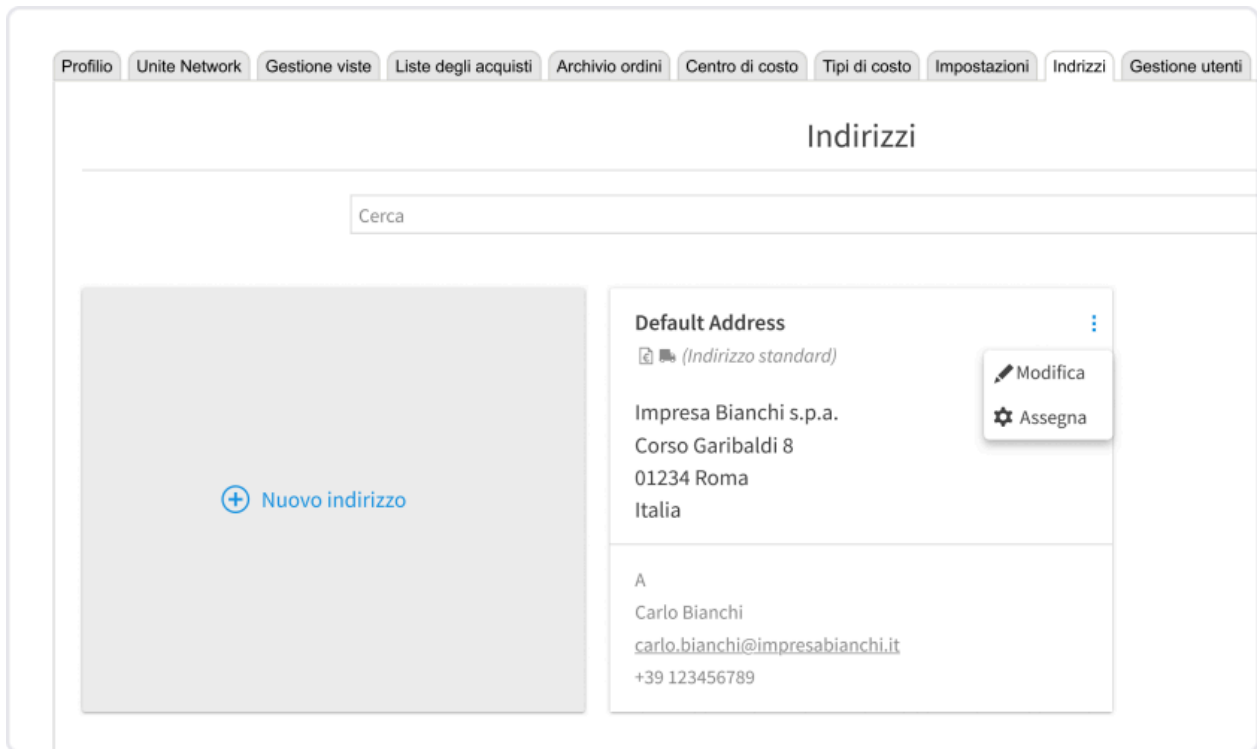 Profilio Unite Network Gestione viste Liste degli acquisti Archivio ordini Centro di costo Tipi di costo Impostazioni Indrizzi Gestione utenti
Indirizzi
Cerca
Nuovo indirizzo
Default Address
(Indirizzo standard)
Modifica
Assegna
Impresa Bianchi s.p.a.
Corso Garibaldi 8
01234 Roma
Italia
A
Carlo Bianchi
carlo.bianchi@impresabianchi.it
+39 123456789